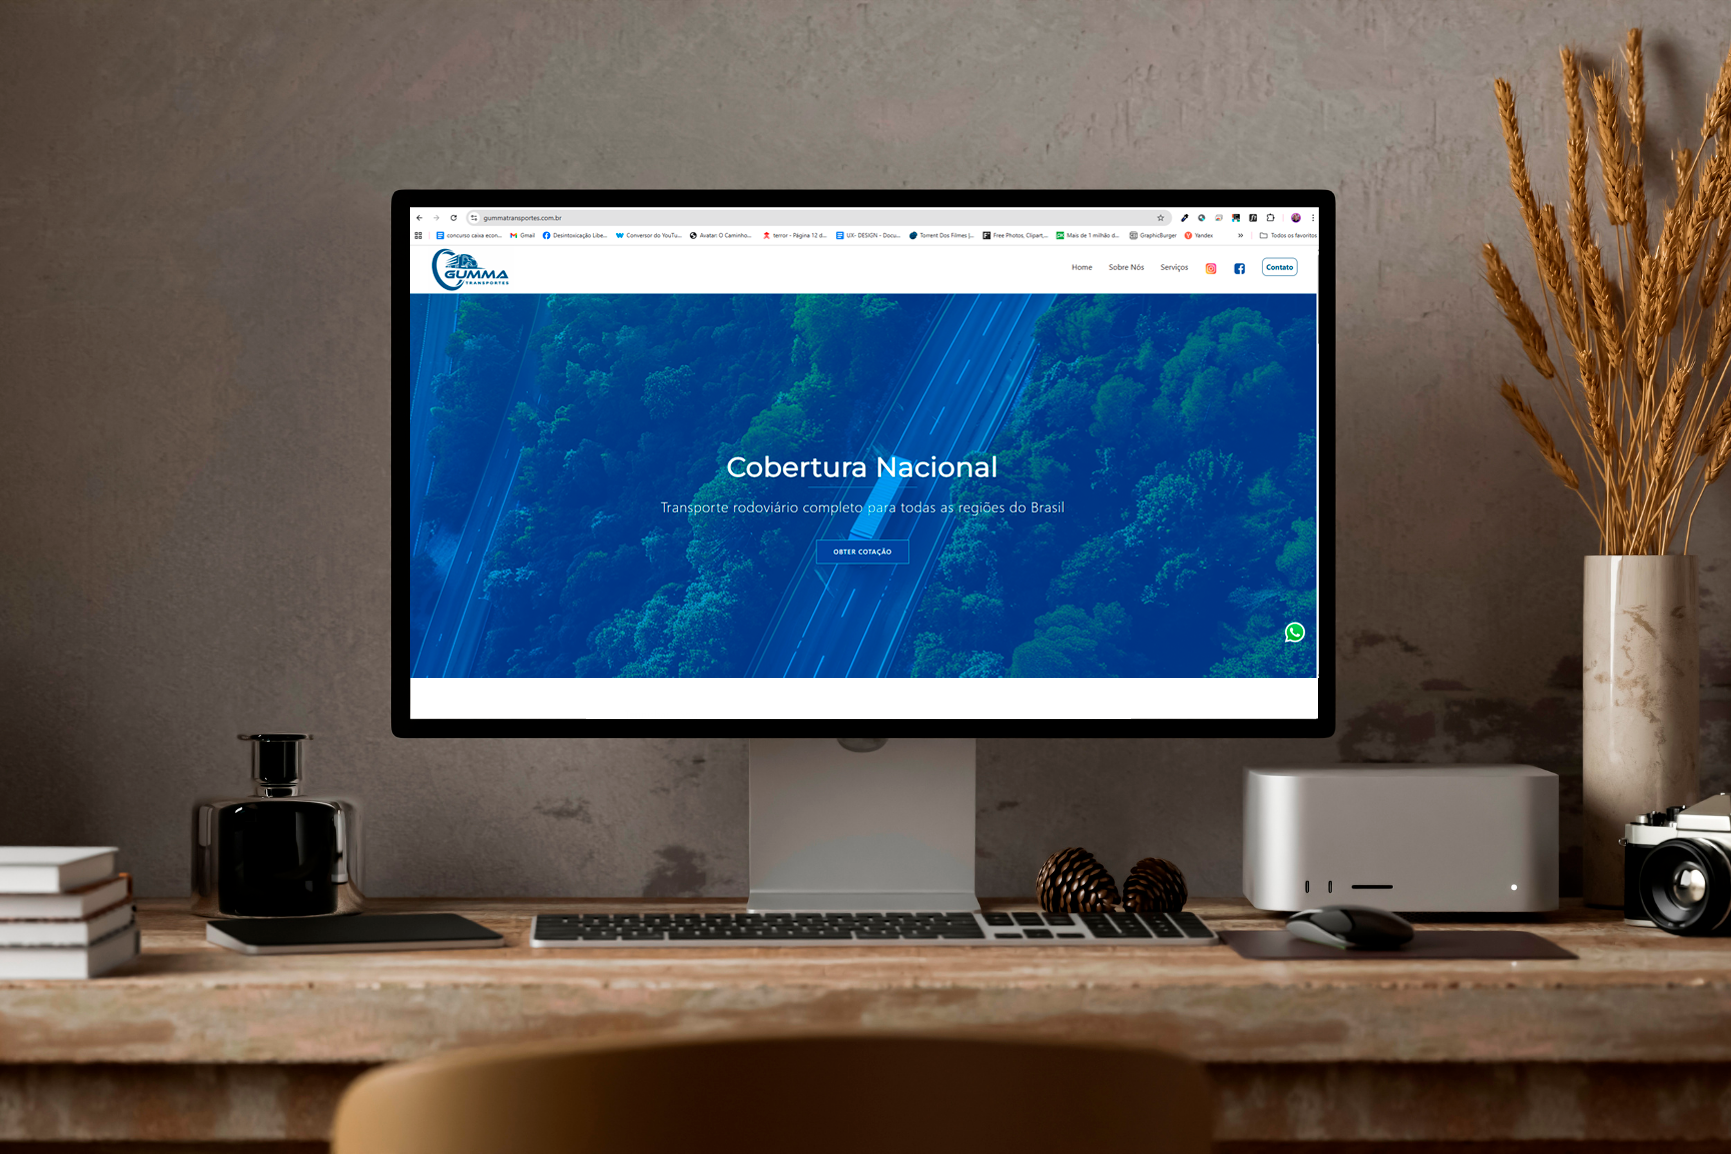 gummatransportes.com.br
concurso caixa econ... Gmail Desintoxicação Libe... Conversor do YouTu... Avatar: O Caminho... terror - Página 12 d... UX- DESIGN - Docu... Torrent Dos Filmes |... Free Photos, Clipart,... Mais de 1 milhão d... GraphicBurger Yandex » Todos os favoritos
GUMMA
TRANSPORTES
Home Sobre Nós Serviços Contato
Cobertura Nacional
Transporte rodoviário completo para todas as regiões do Brasil
OBTER COTAÇÃO